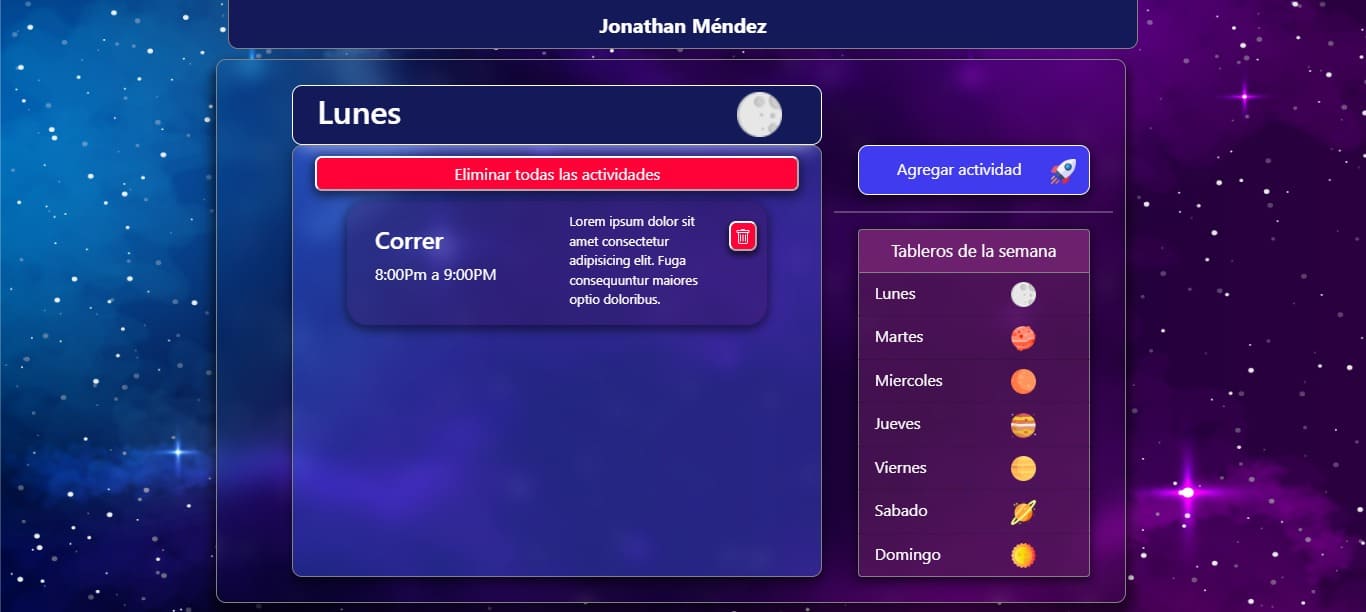 Jonathan Méndez
Lunes
Eliminar todas las actividades
Correr
8:00Pm a 9:00PM
Lorem ipsum dolor sit
amet consectetur
adipisicing elit. Fuga
consequuntur maiores
optio doloribus.
Agregar actividad
Tableros de la semana
Lunes
Martes
Miercoles
Jueves
Viernes
Sabado
Domingo